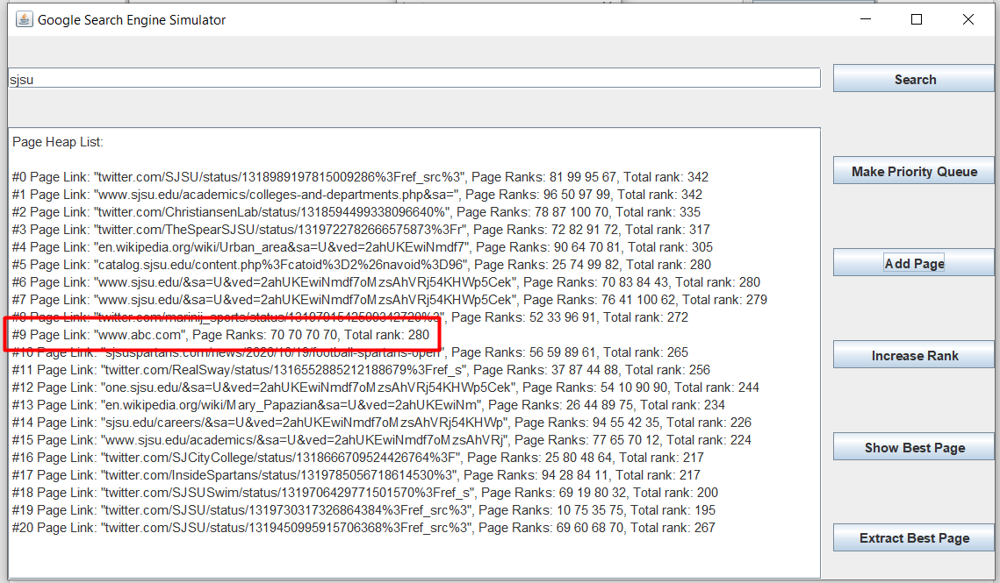 Google Search Engine Simulator
sjsu
Search
Page Heap List:
#0 Page Link: "twitter.com/SJSU/status/1318989197815009286%3Fref_src%3", Page Ranks: 81 99 95 67, Total rank: 342
#1 Page Link: "www.sjsu.edu/academics/colleges-and-departments.php&sa=", Page Ranks: 96 50 97 99, Total rank: 342
#2 Page Link: "twitter.com/ChristiansenLab/status/1318594499338096640%", Page Ranks: 78 87 100 70, Total rank: 335
#3 Page Link: "twitter.com/TheSpearSJSU/status/1319722782666575873%3Fr", Page Ranks: 72 82 91 72, Total rank: 317
#4 Page Link: "en.wikipedia.org/wiki/Urban_area&sa=U&ved=2ahUKEwiNmdf7", Page Ranks: 90 64 70 81, Total rank: 305
#5 Page Link: "catalog.sjsu.edu/content.php%3Fcatoid%3D2%26navoid%3D96", Page Ranks: 25 74 99 82, Total rank: 280
#6 Page Link: "www.sjsu.edu/&sa=U&ved=2ahUKEwiNmdf7oMzsAhVRj54KHWp5Cek", Page Ranks: 70 83 84 43, Total rank: 280
#7 Page Link: "www.sjsu.edu/&sa=U&ved=2ahUKEwiNmdf7oMzsAhVRj54KHWp5Cek", Page Ranks: 76 41 100 62, Total rank: 279
#8 Page Link: Page Ranks: 52 33 96 91, Total rank: 272
#9 Page Link: "www.abc.com", Page Ranks: 70 70 70 70, Total rank: 280
#10 Page Link: "sjsuspartans.com/news/2020/10/19/football-spartans-open", Page Ranks: 56 59 89 61, Total rank: 265
#11 Page Link: "twitter.com/RealSway/status/1316552885212188679%3Fref_s", Page Ranks: 37 87 44 88, Total rank: 256
#12 Page Link: "one.sjsu.edu/&sa=U&ved=2ahUKEwiNmdf7oMzsAhVRj54KHWp5Cek", Page Ranks: 54 10 90 90, Total rank: 244
#13 Page Link: "en.wikipedia.org/wiki/Mary_Papazian&sa=U&ved=2ahUKEwiNm", Page Ranks: 26 44 89 75, Total rank: 234
#14 Page Link: "sjsu.edu/careers/&sa=U&ved=2ahUKEwiNmdf7oMzsAhVRj54KHWp", Page Ranks: 94 55 42 35, Total rank: 226
#15 Page Link: "www.sjsu.edu/academics/&sa=U&ved=2ahUKEwiNmdf7oMzsAhVRj", Page Ranks: 77 65 70 12, Total rank: 224
#16 Page Link: "twitter.com/SJCityCollege/status/1318666709524426764%3F", Page Ranks: 25 80 48 64, Total rank: 217
#17 Page Link: "twitter.com/InsideSpartans/status/1319785056718614530%3", Page Ranks: 94 28 84 11, Total rank: 217
#18 Page Link: "twitter.com/SJSUSwim/status/1319706429771501570%3Fref_s", Page Ranks: 69 19 80 32, Total rank: 200
#19 Page Link: "twitter.com/SJSU/status/1319730317326864384%3Fref_src%3", Page Ranks: 10 75 35 75, Total rank: 195
#20 Page Link: "twitter.com/SJSU/status/1319450995915706368%3Fref_src%3", Page Ranks: 69 60 68 70, Total rank: 267
Make Priority Queue
Add Page
Increase Rank
Show Best Page
Extract Best Page